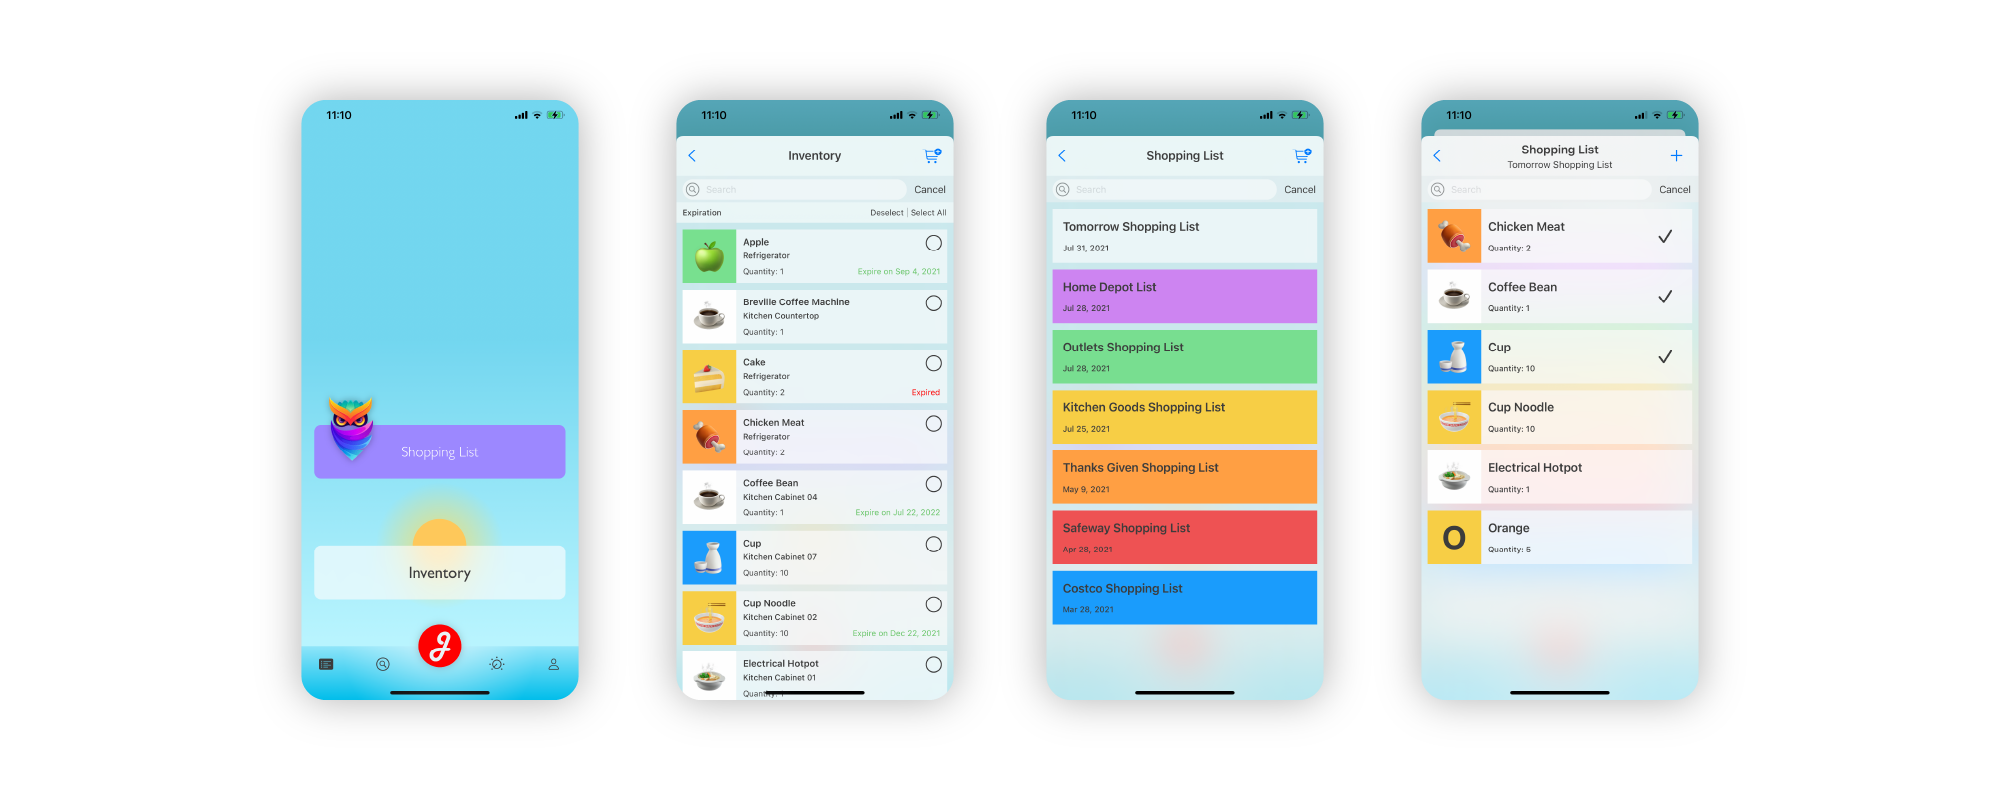 11:10
Shopping List
Inventory
J
11:10
Inventory
Search
Cancel
Expiration
Deselect | Select All
Apple
Refrigerator
Quantity: 1
Expire on Sep 4, 2021
Breville Coffee Machine
Kitchen Countertop
Quantity: 1
Cake
Refrigerator
Quantity: 2
Expired
Chicken Meat
Refrigerator
Quantity: 2
Coffee Bean
Kitchen Cabinet 04
Quantity: 1
Expire on Jul 22, 2022
Cup
Kitchen Cabinet 07
Quantity: 10
Cup Noodle
Kitchen Cabinet 02
Quantity: 10
Expire on Dec 22, 2021
Electrical Hotpot
Kitchen Cabinet 01
Quantity: 1
11:10
Shopping List
Search
Cancel
Tomorrow Shopping List
Jul 31, 2021
Home Depot List
Jul 28, 2021
Outlets Shopping List
Jul 28, 2021
Kitchen Goods Shopping List
Jul 25, 2021
Thanks Given Shopping List
May 9, 2021
Safeway Shopping List
Apr 28, 2021
Costco Shopping List
Mar 28, 2021
11:10
Shopping List
Tomorrow Shopping List
Search
Cancel
Chicken Meat
Quantity: 2
Coffee Bean
Quantity: 1
Cup
Quantity: 10
Cup Noodle
Quantity: 10
Electrical Hotpot
Quantity: 1
O
Orange
Quantity: 5